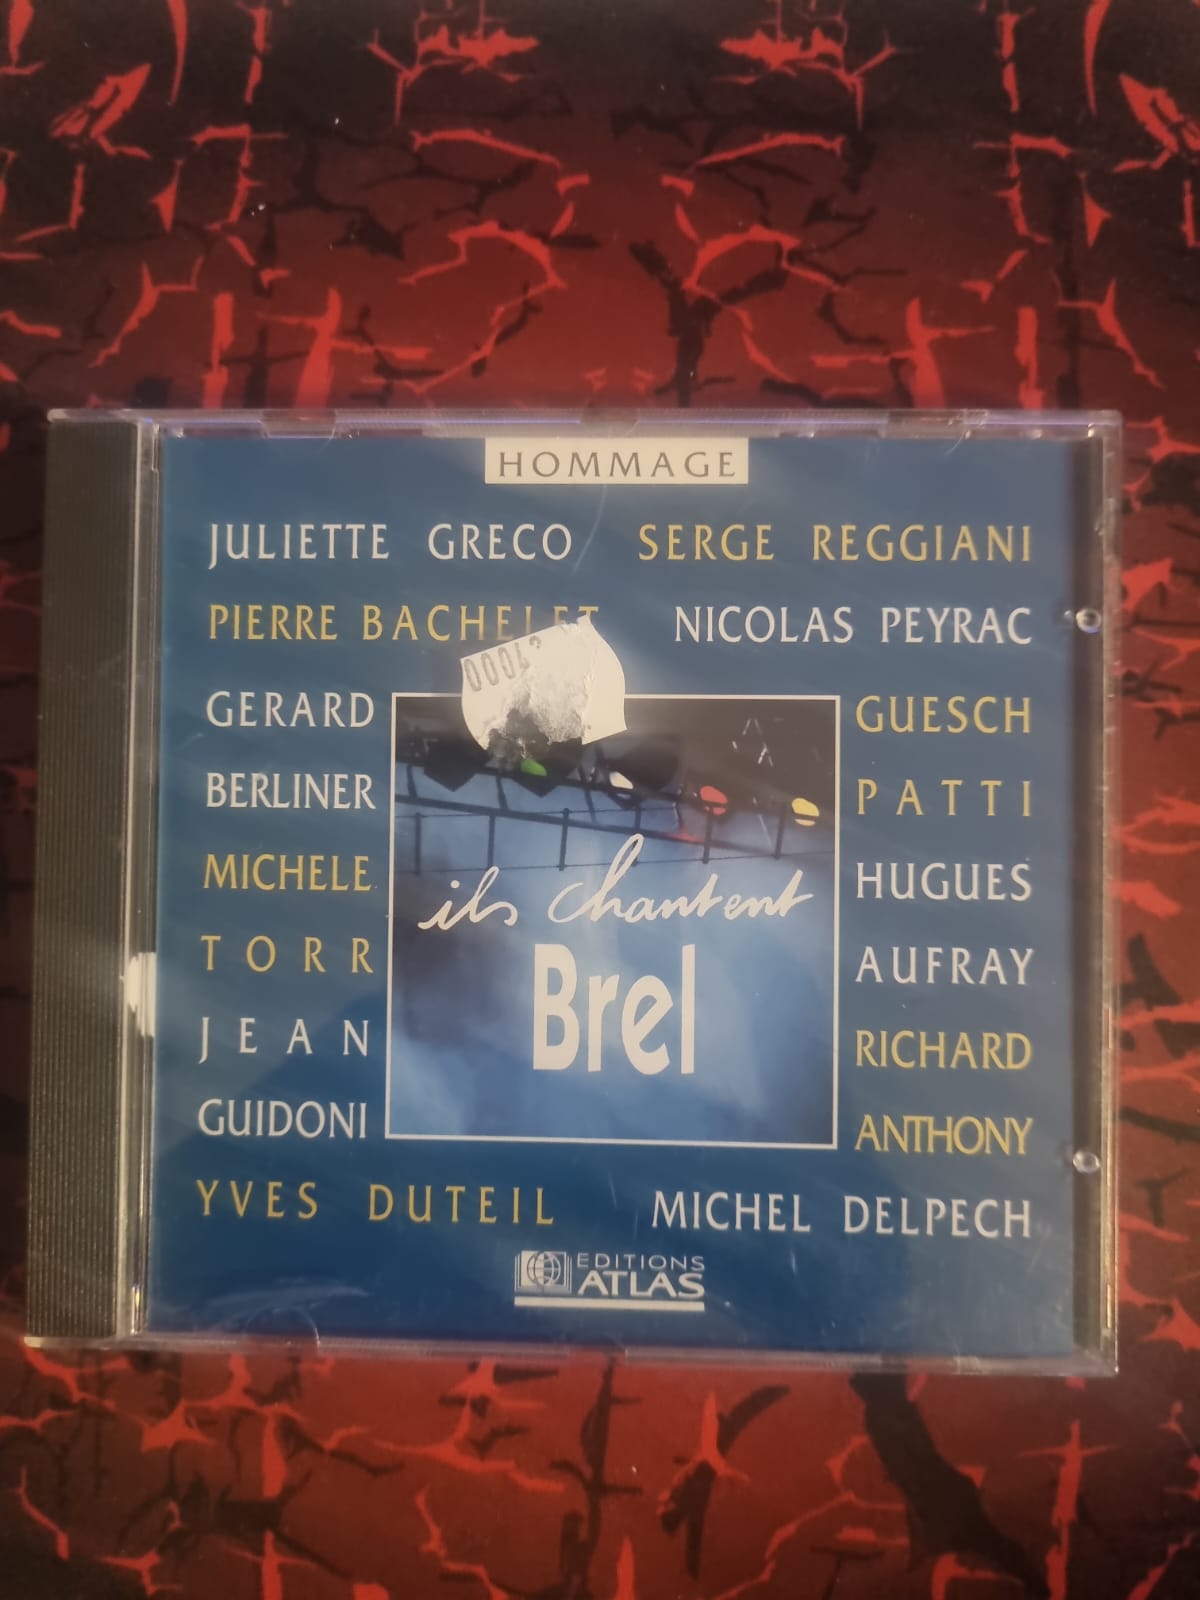 HOMMAGE
JULIETTE GRECO SERGE REGGIANI
PIERRE BACHELET NICOLAS PEYRAC
GERARD
BERLINER
MICHELE
TORR
JEAN
GUIDONI
ils chantent
Brel
GUESCH
PATTI
HUGUES
AUFRAY
RICHARD
ANTHONY
YVES DUTEIL MICHEL DELPECH
EDITIONS
ATLAS